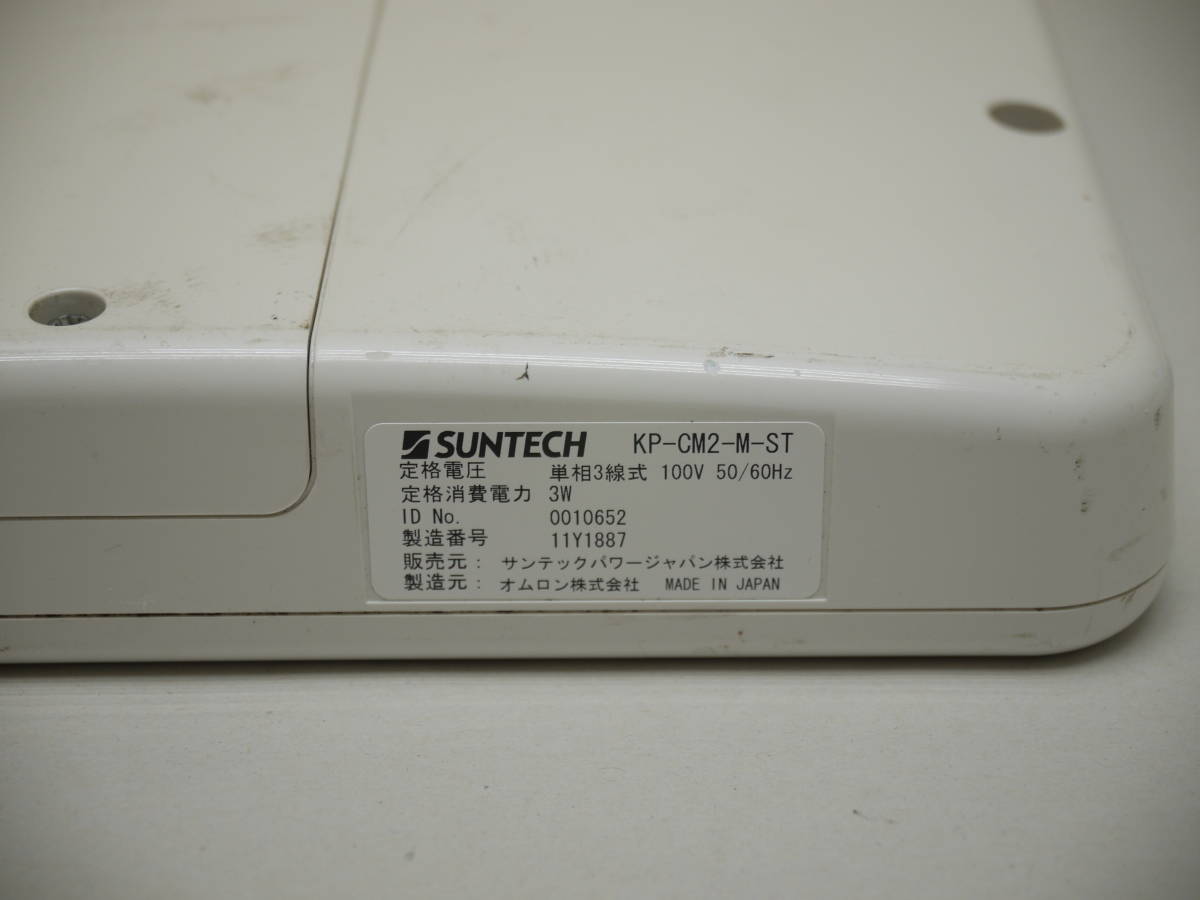 SUNTECH KP-CM2-M-ST
定格電圧 単相3線式 100V 50/60Hz
定格消費電力 3W
ID No. 0010652
製造番号 11Y1887
販売元: サンテックパワージャパン株式会社
製造元: オムロン株式会社 MADE IN JAPAN